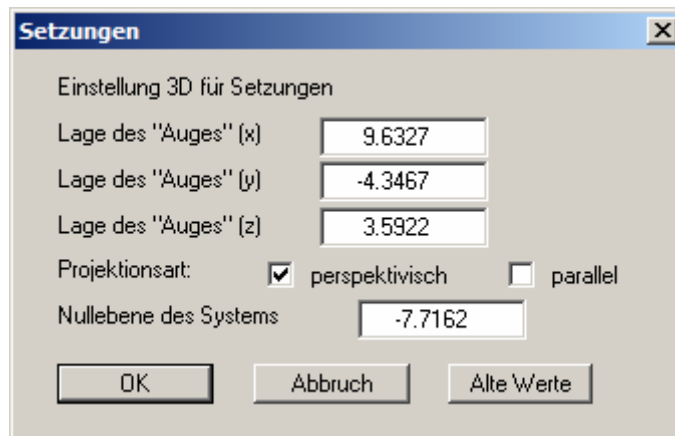 Setzungen
Einstellung 3D für Setzungen
Lage des "Auges" (x) 9.6327
Lage des "Auges" (y) -4.3467
Lage des "Auges" (z) 3.5922
Projektionsart: perspektivisch parallel
Nullebene des Systems -7.7162
OK Abbruch Alte Werte